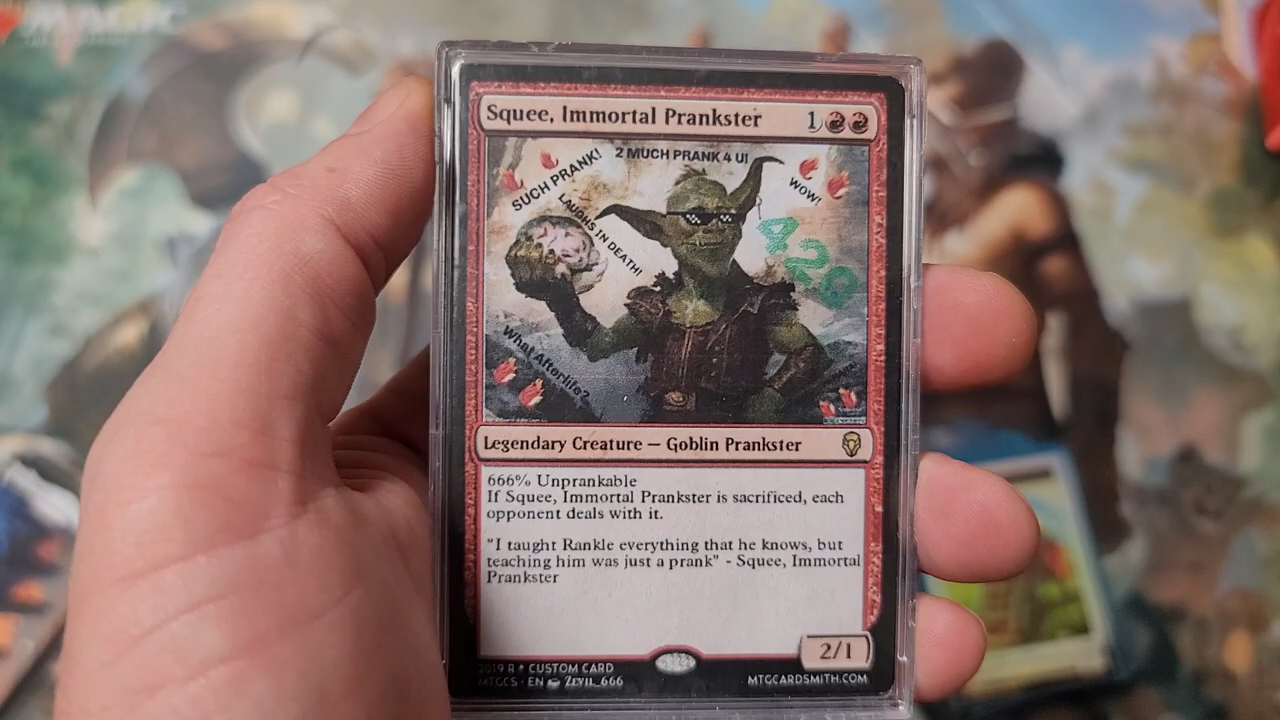 MAGIC
Squee, Immortal Prankster 1
SUCH PRANK!
2 MUCH PRANK 4 U!
WOW!
LAUGHS IN DEATH!
420
What Afterlife?
Legendary Creature — Goblin Prankster
666% Unprankable
If Squee, Immortal Prankster is sacrificed, each
opponent deals with it.
"I taught Rankle everything that he knows, but
teaching him was just a prank" - Squee, Immortal
Prankster
2/1
2019 R * CUSTOM CARD
MTGCS · EN Zevil_666
MTGCARDSMITH.COM